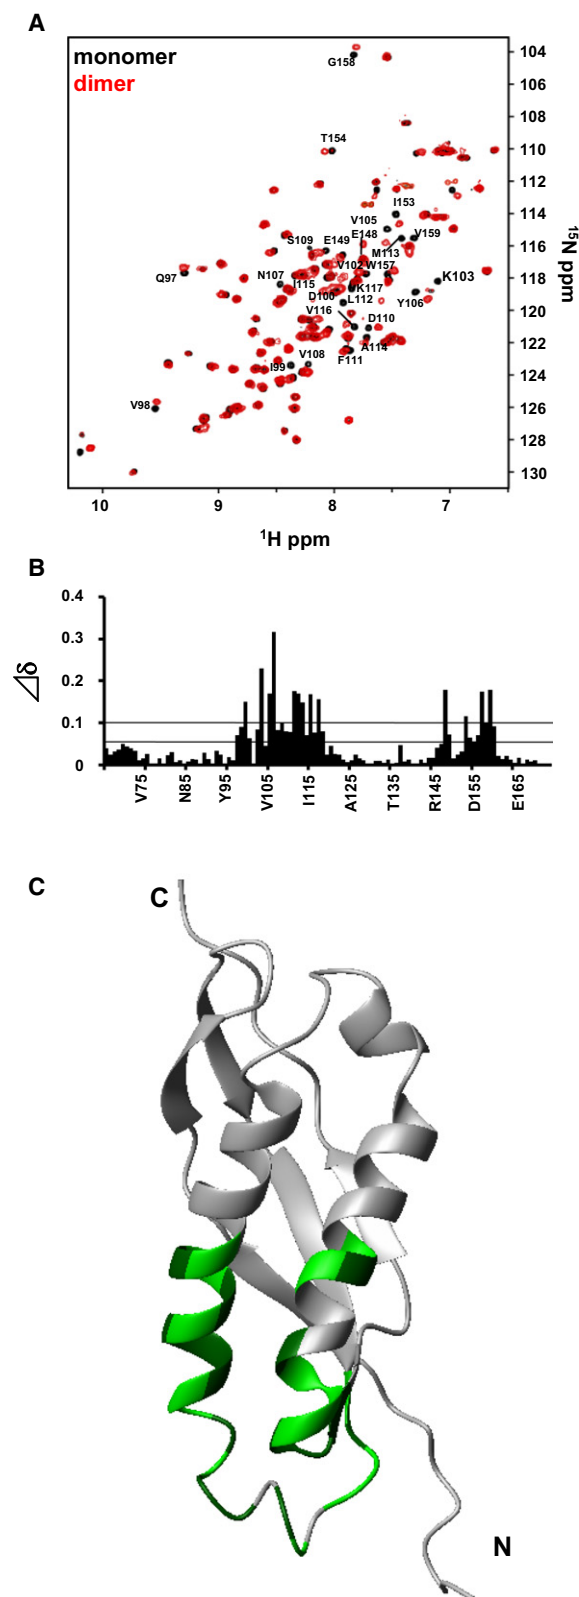 A
monomer
dimer
G158
T154
I153
V105
E148
V159
S109
E149
M113
V102
W157
Q97
N107
I115
K117
K103
D100
L112
Y106
V116
D110
A114
V108
F111
I99
V98
104
106
108
110
112
114
116
118
120
122
124
126
128
130
15N ppm
10 9 8 7
1H ppm
B
0.4
0.3
0.2
0.1
0
⊿δ
V75 N85 Y95 V105 I115 A125 T135 R145 D155 E165
C
C
N